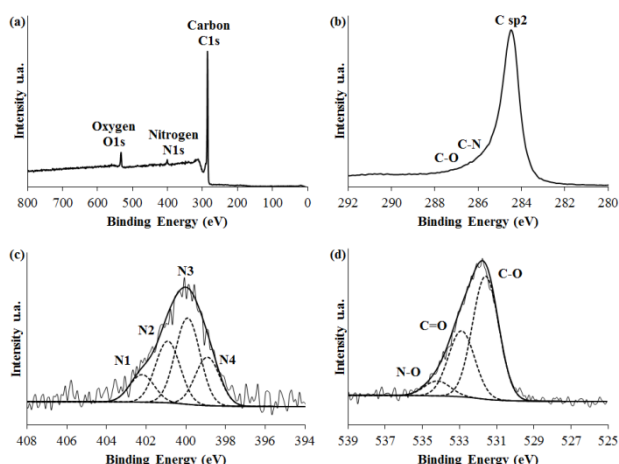 (a)
Carbon
C1s
Oxygen
O1s
Nitrogen
N1s
Intensity u.a.
800 700 600 500 400 300 200 100 0
Binding Energy (eV)
(b)
C sp2
C-N
C-O
Intensity u.a.
292 290 288 286 284 282 280
Binding Energy (eV)
(c)
N3
N2
N1
N4
Intensity u.a.
408 406 404 402 400 398 396 394
Binding Energy (eV)
(d)
C-O
C=O
N-O
Intensity u.a.
539 537 535 533 531 529 527 525
Binding Energy (eV)